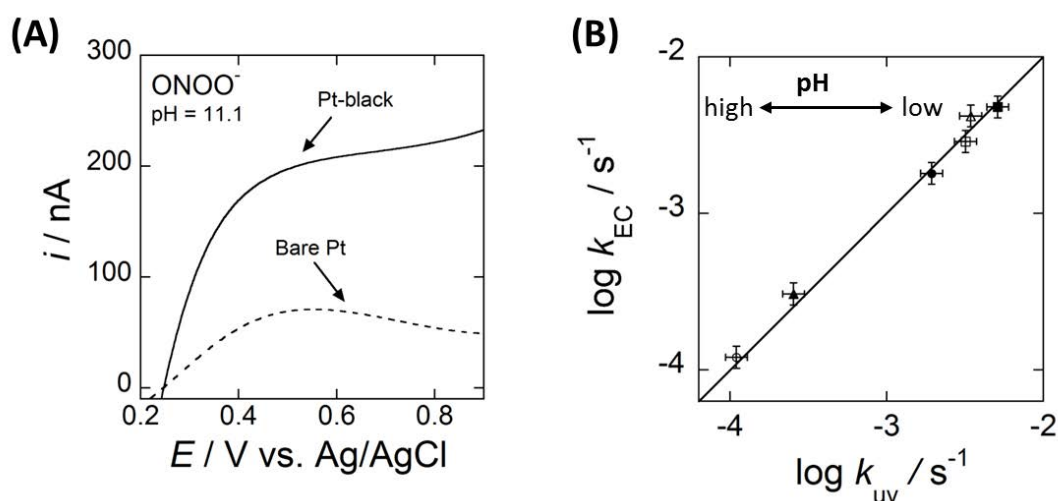 (A)
300
200
100
0
i / nA
ONOO⁻
pH = 11.1
Pt-black
Bare Pt
0.2 0.4 0.6 0.8
E / V vs. Ag/AgCl
(B)
-2
-3
-4
log k_EC / s⁻¹
pH
high low
-4 -3 -2
log k_uv / s⁻¹